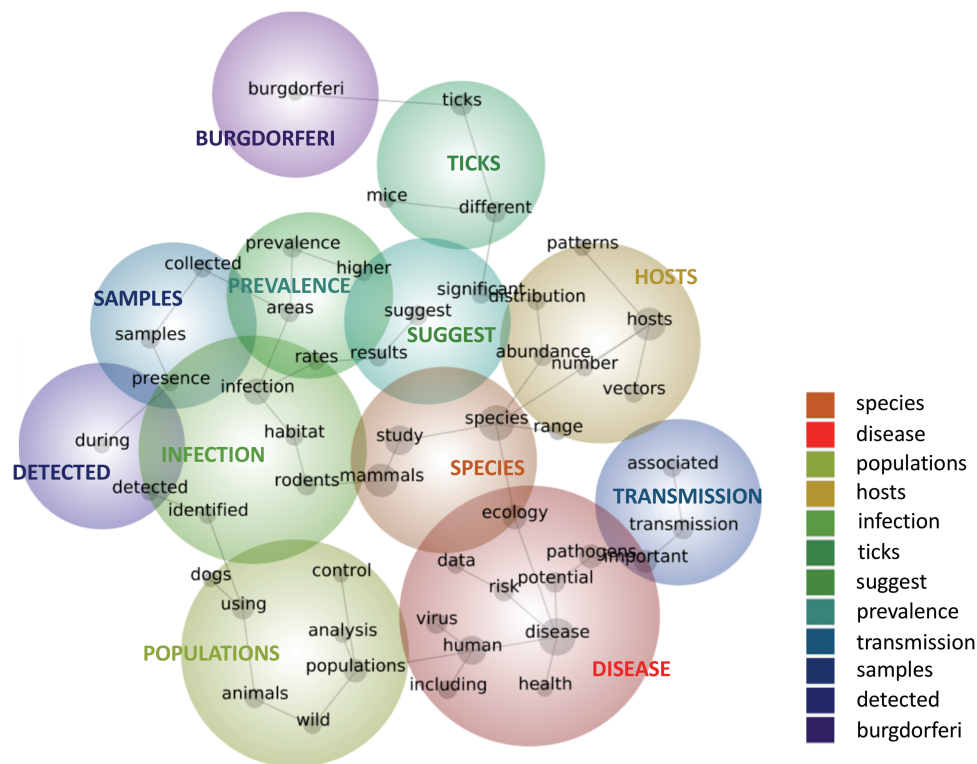 burgdorferi
ticks
BURGDORFERI
TICKS
mice
different
prevalence
patterns
collected
higher
HOSTS
PREVALENCE
significant
distribution
SAMPLES
areas
suggest
hosts
samples
SUGGEST
rates
results
abundance
number
presence
infection
vectors
species
range
during
habitat
study
INFECTION
SPECIES
associated
DETECTED
detected
rodents
mammals
TRANSMISSION
identified
ecology
transmission
data
pathogens
important
dogs
control
risk
potential
using
virus
analysis
disease
human
POPULATIONS
populations
DISEASE
animals
including
health
wild
species
disease
populations
hosts
infection
ticks
suggest
prevalence
transmission
samples
detected
burgdorferi